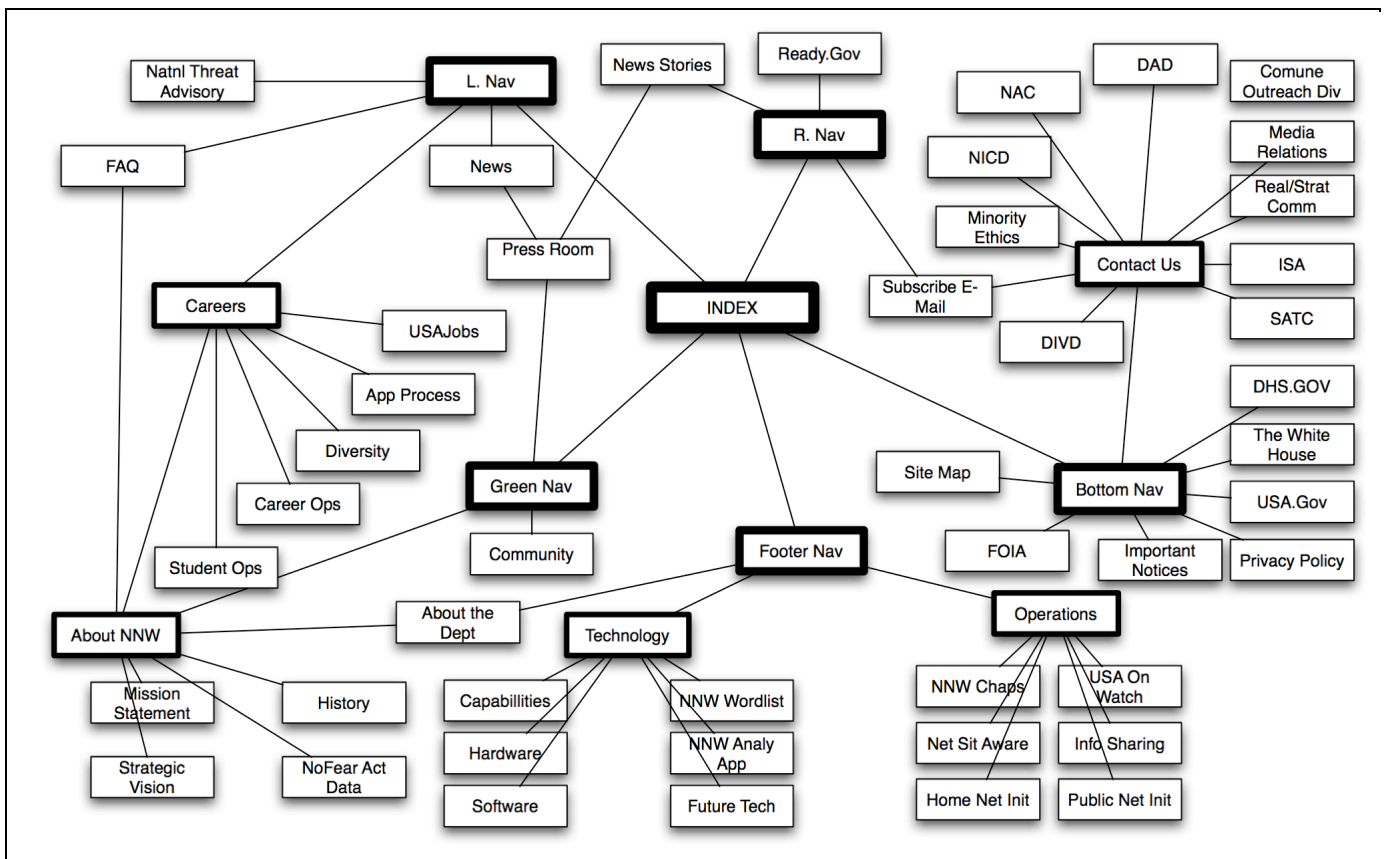 Natnl Threat
Advisory
L. Nav
News Stories
Ready.Gov
DAD
Comune
Outreach Div
NAC
R. Nav
Media
Relations
FAQ
News
NICD
Real/Strat
Comm
Minority
Ethics
Press Room
Contact Us
ISA
Careers
INDEX
Subscribe E-
Mail
SATC
USAJobs
DIVD
App Process
DHS.GOV
Diversity
The White
House
Site Map
Green Nav
Bottom Nav
USA.Gov
Career Ops
Community
Footer Nav
FOIA
Important
Notices
Privacy Policy
Student Ops
About NNW
About the
Dept
Technology
Operations
Mission
Statement
History
Capabillities
NNW Wordlist
NNW Chaps
USA On
Watch
Hardware
NNW Analy
App
Net Sit Aware
Info Sharing
Strategic
Vision
NoFear Act
Data
Software
Future Tech
Home Net Init
Public Net Init